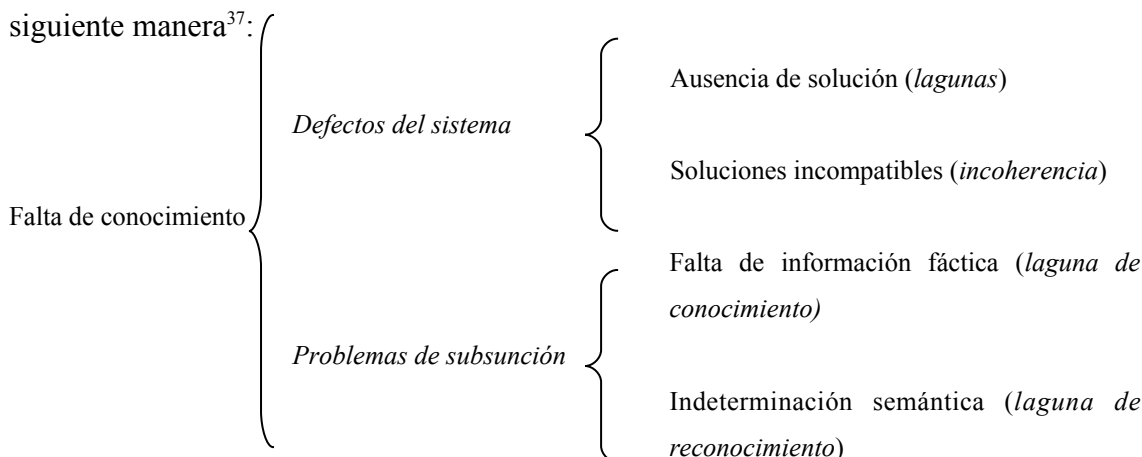 siguiente manera37:
Falta de conocimiento
Defectos del sistema
Ausencia de solución (lagunas)
Soluciones incompatibles (incoherencia)
Problemas de subsunción
Falta de información fáctica (laguna de
conocimiento)
Indeterminación semántica (laguna de
reconocimiento)